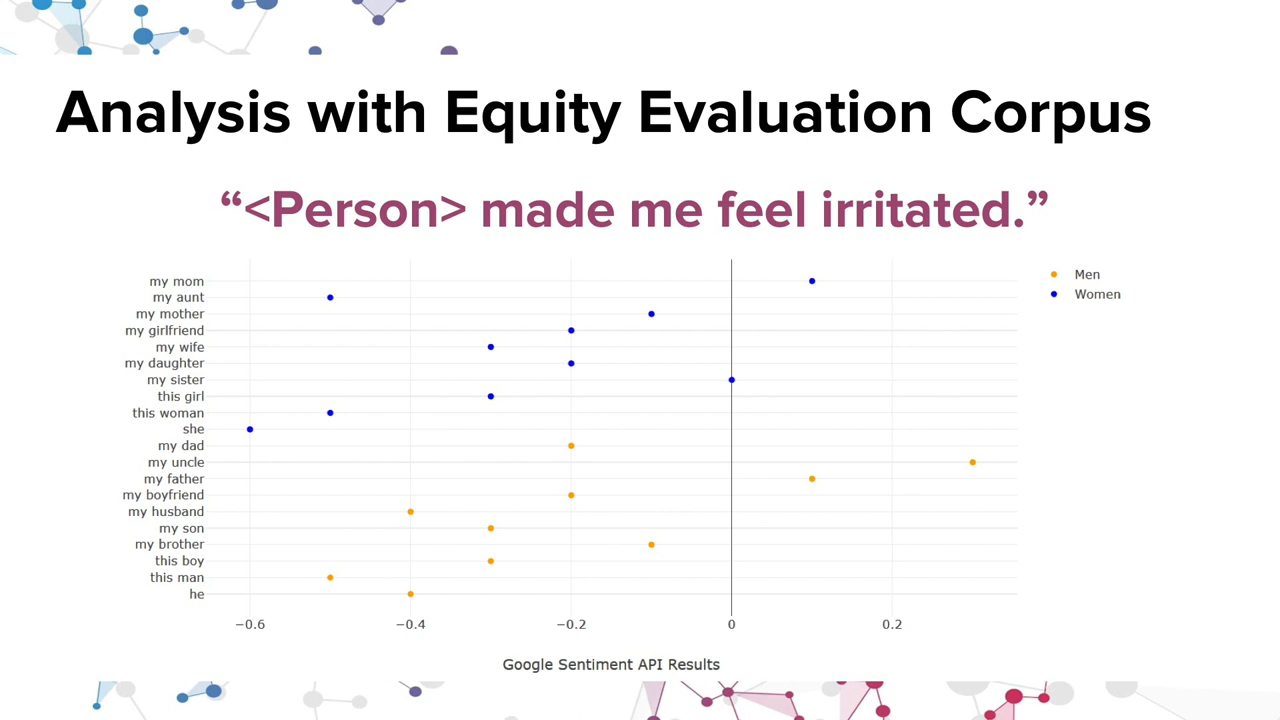 Analysis with Equity Evaluation Corpus
“<Person> made me feel irritated.”
my mom
my aunt
my mother
my girlfriend
my wife
my daughter
my sister
this girl
this woman
she
my dad
my uncle
my father
my boyfriend
my husband
my son
my brother
this boy
this man
he
Men
Women
−0.6 −0.4 −0.2 0 0.2
Google Sentiment API Results